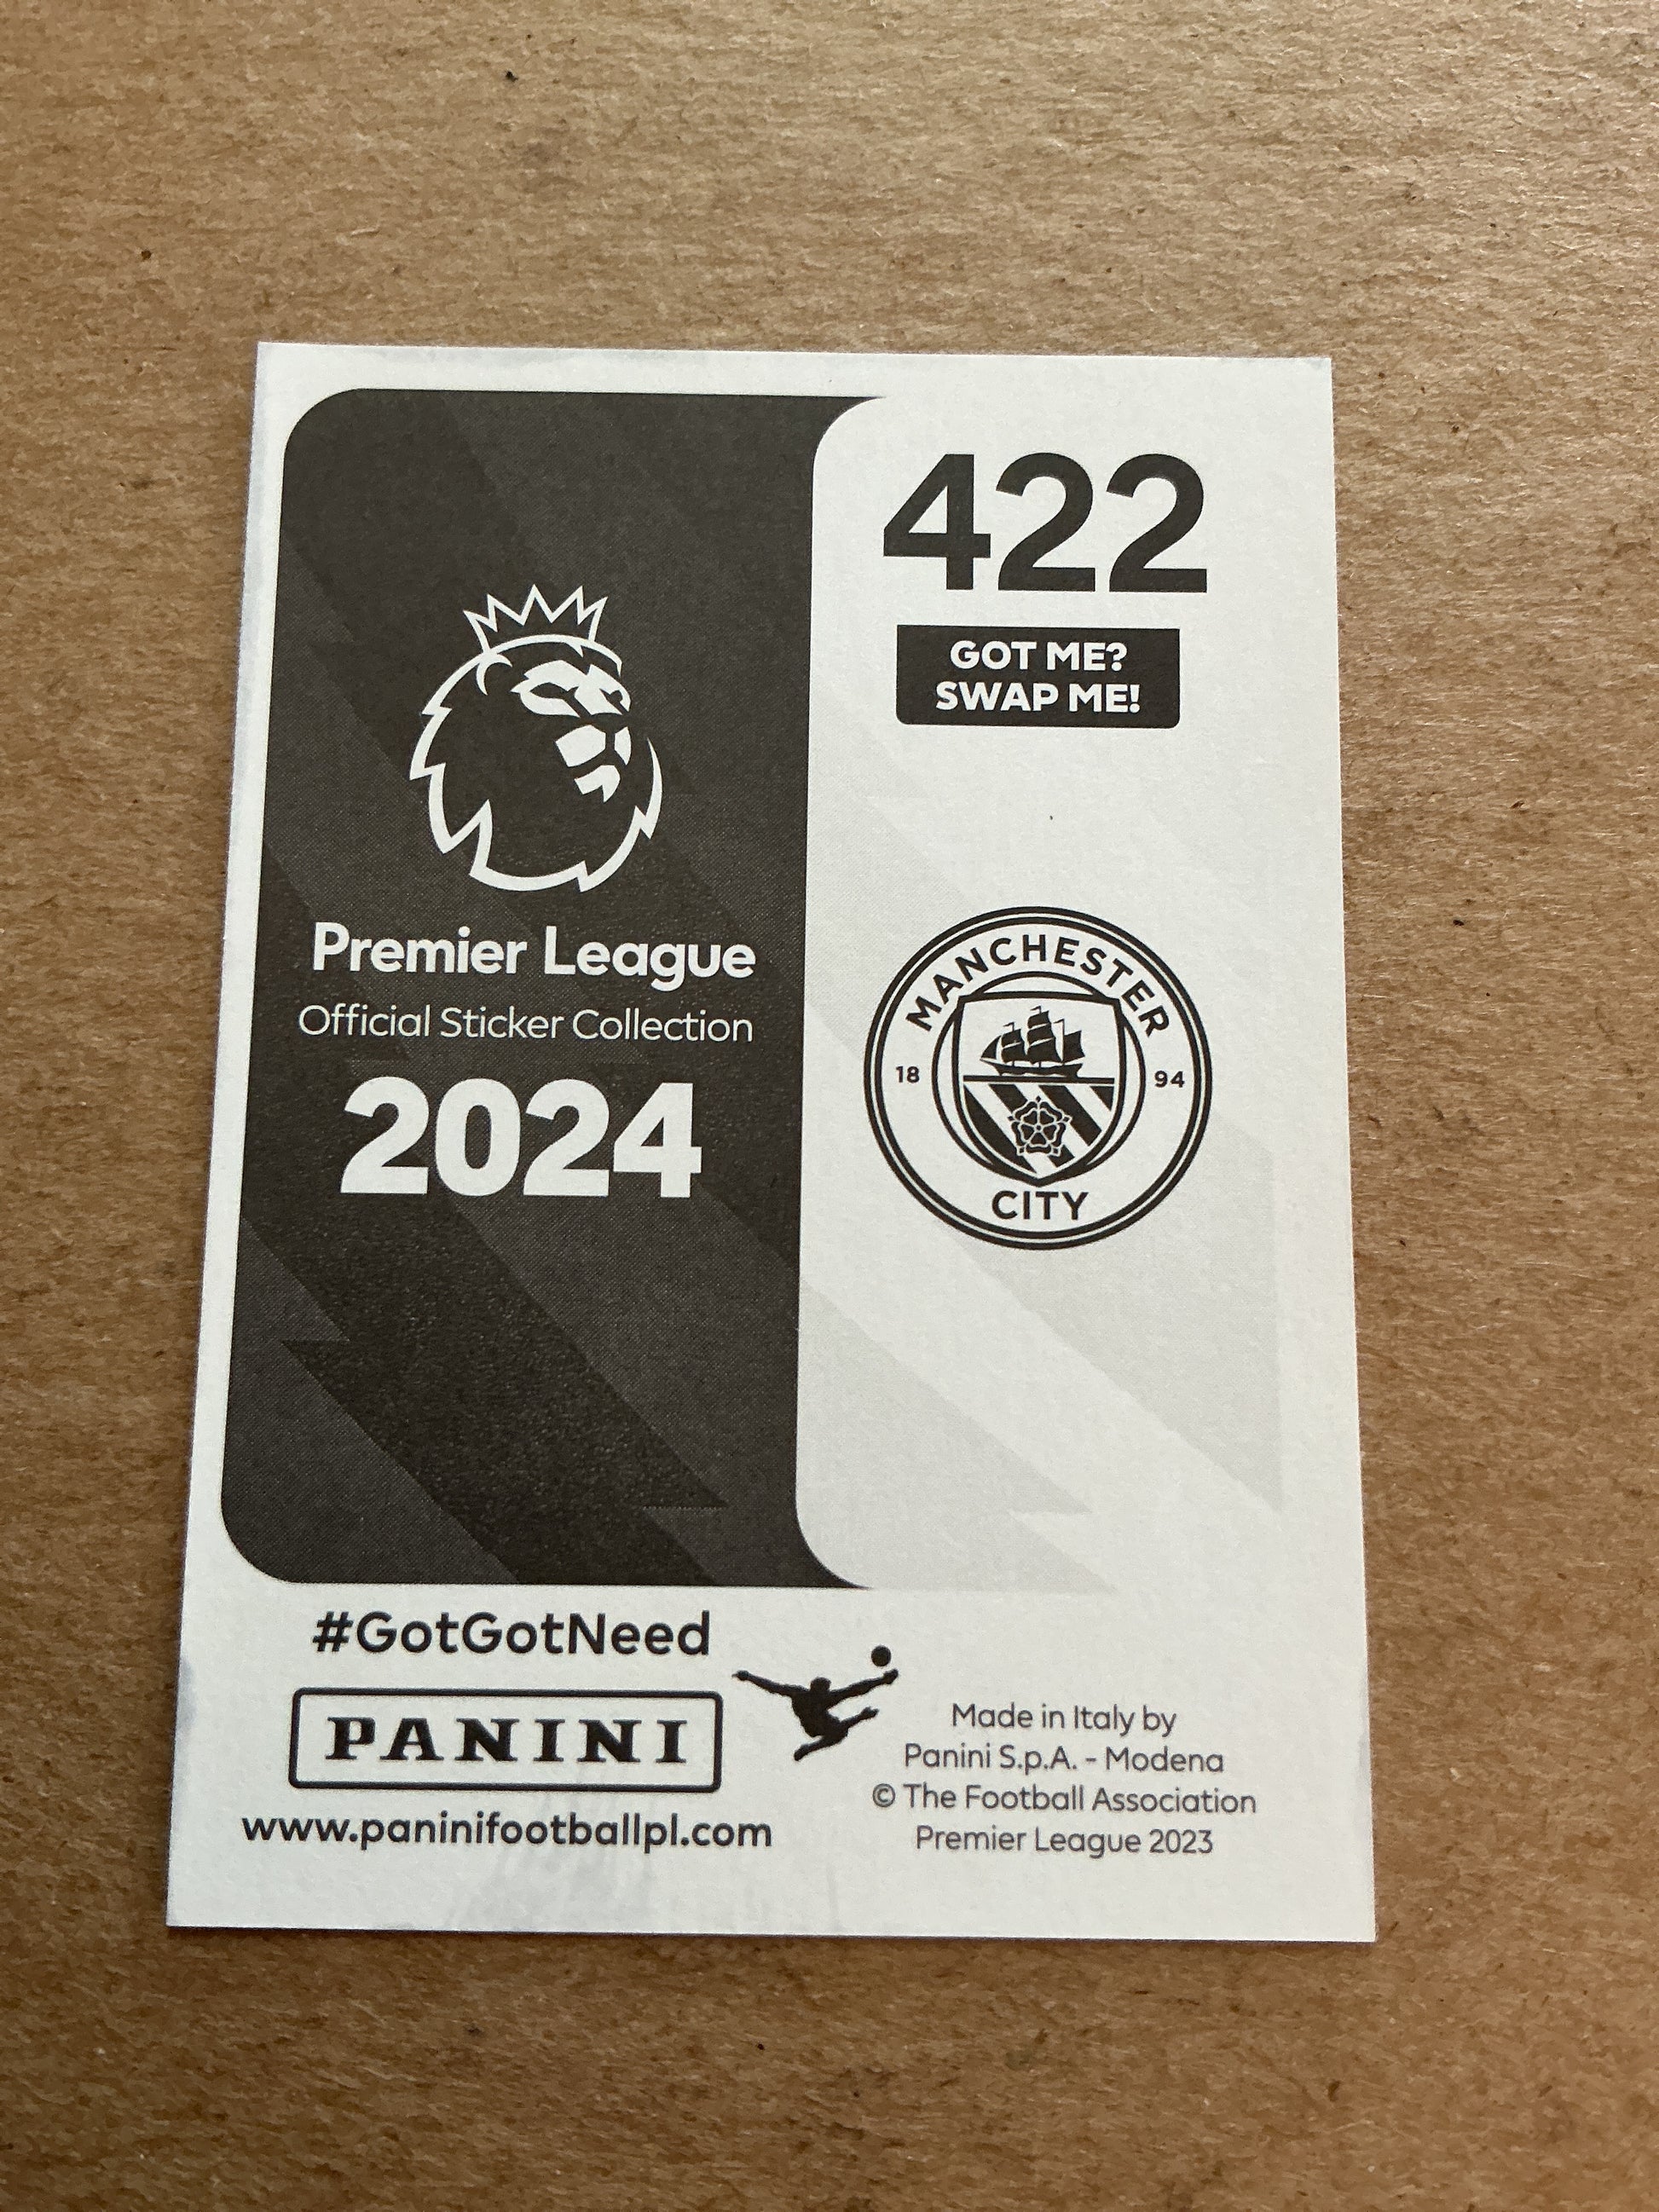 422
GOT ME?
SWAP ME!
Premier League
Official Sticker Collection
2024
MANCHESTER
18 94
CITY
#GotGotNeed
PANINI
www.paninifootballpl.com
Made in Italy by
Panini S.p.A. - Modena
© The Football Association
Premier League 2023